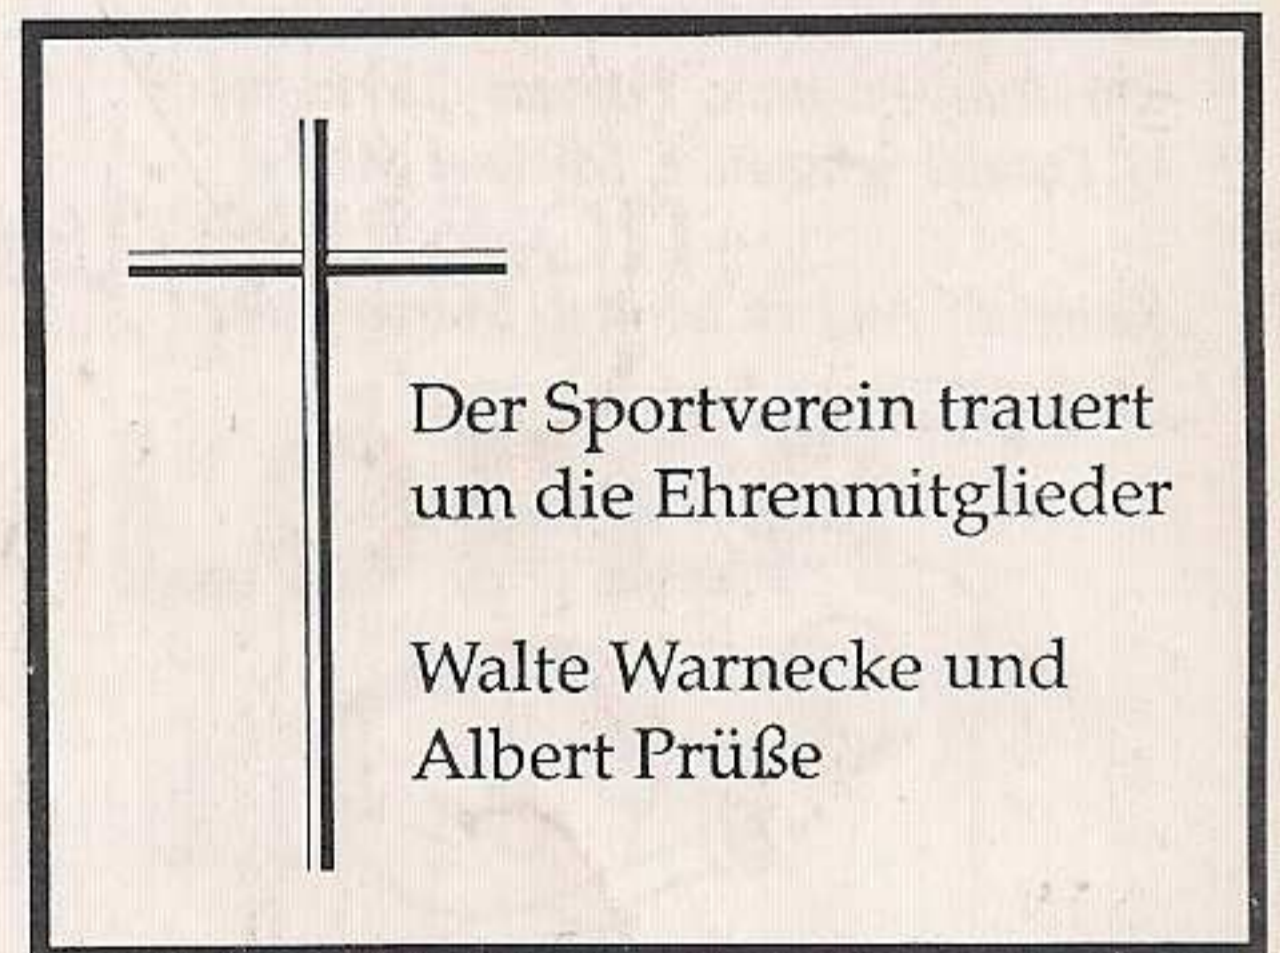 Der Sportverein trauert
um die Ehrenmitglieder
Walte Warnecke und
Albert Prüße